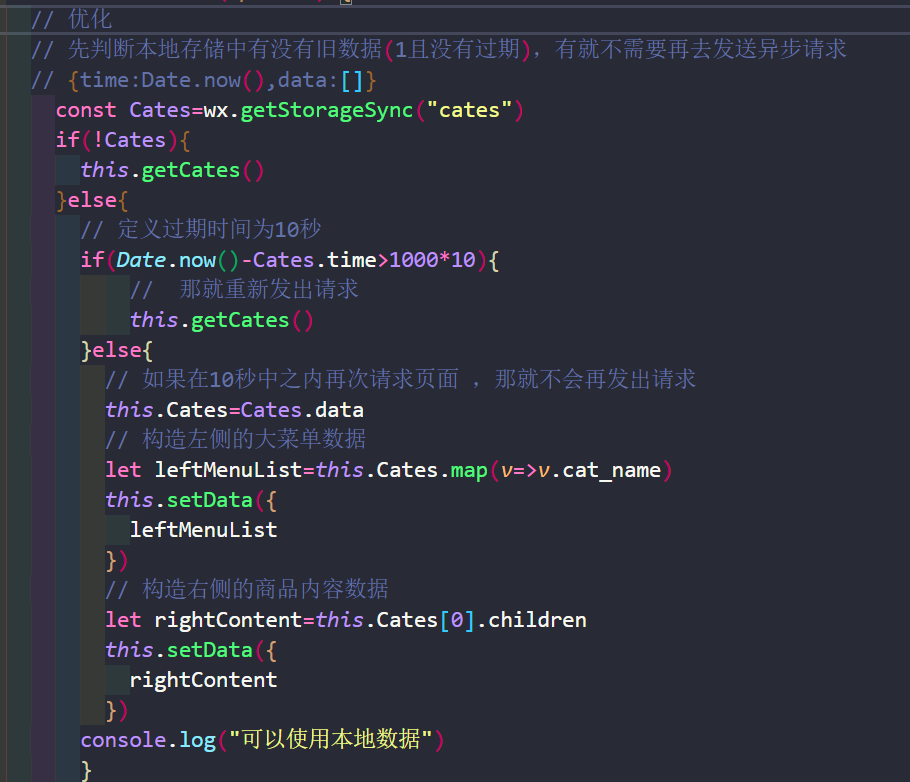 // 优化
// 先判断本地存储中有没有旧数据(1且没有过期)，有就不需要再去发送异步请求
// {time:Date.now(),data:[]}
const Cates=wx.getStorageSync("cates")
if(!Cates){
this.getCates()
}else{
// 定义过期时间为10秒
if(Date.now()-Cates.time>1000*10){
//  那就重新发出请求
this.getCates()
}else{
// 如果在10秒中之内再次请求页面 ，那就不会再发出请求
this.Cates=Cates.data
// 构造左侧的大菜单数据
let leftMenuList=this.Cates.map(v=>v.cat_name)
this.setData({
leftMenuList
})
// 构造右侧的商品内容数据
let rightContent=this.Cates[0].children
this.setData({
rightContent
})
console.log("可以使用本地数据")
}